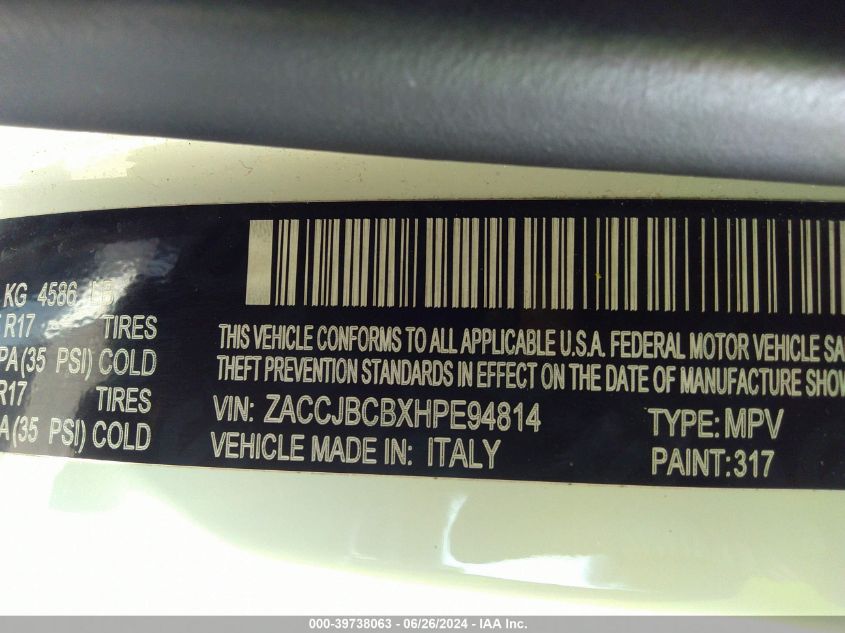 KG 4586 LB
R17 TIRES
PA (35 PSI) COLD
R17 TIRES
A (35 PSI) COLD
THIS VEHICLE CONFORMS TO ALL APPLICABLE U.S.A. FEDERAL MOTOR VEHICLE SA
THEFT PREVENTION STANDARDS IN EFFECT ON THE DATE OF MANUFACTURE SHOW
VIN: ZACCJBCBXHPE94814 TYPE: MPV
VEHICLE MADE IN: ITALY PAINT: 317
000-39738063 - 06/26/2024 - IAA Inc.